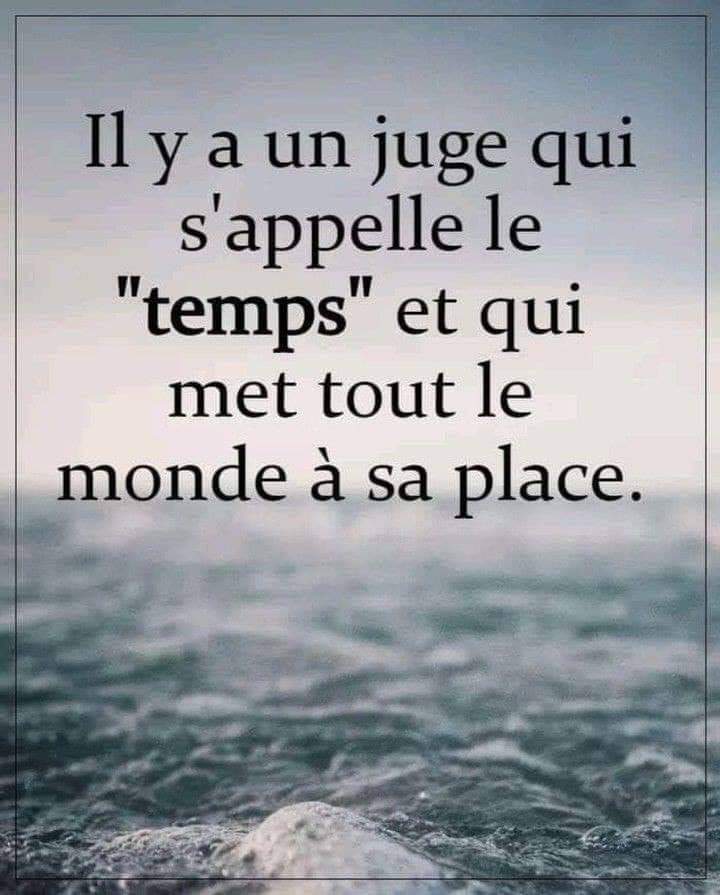 Il y a un juge qui
s'appelle le
"temps" et qui
met tout le
monde à sa place.